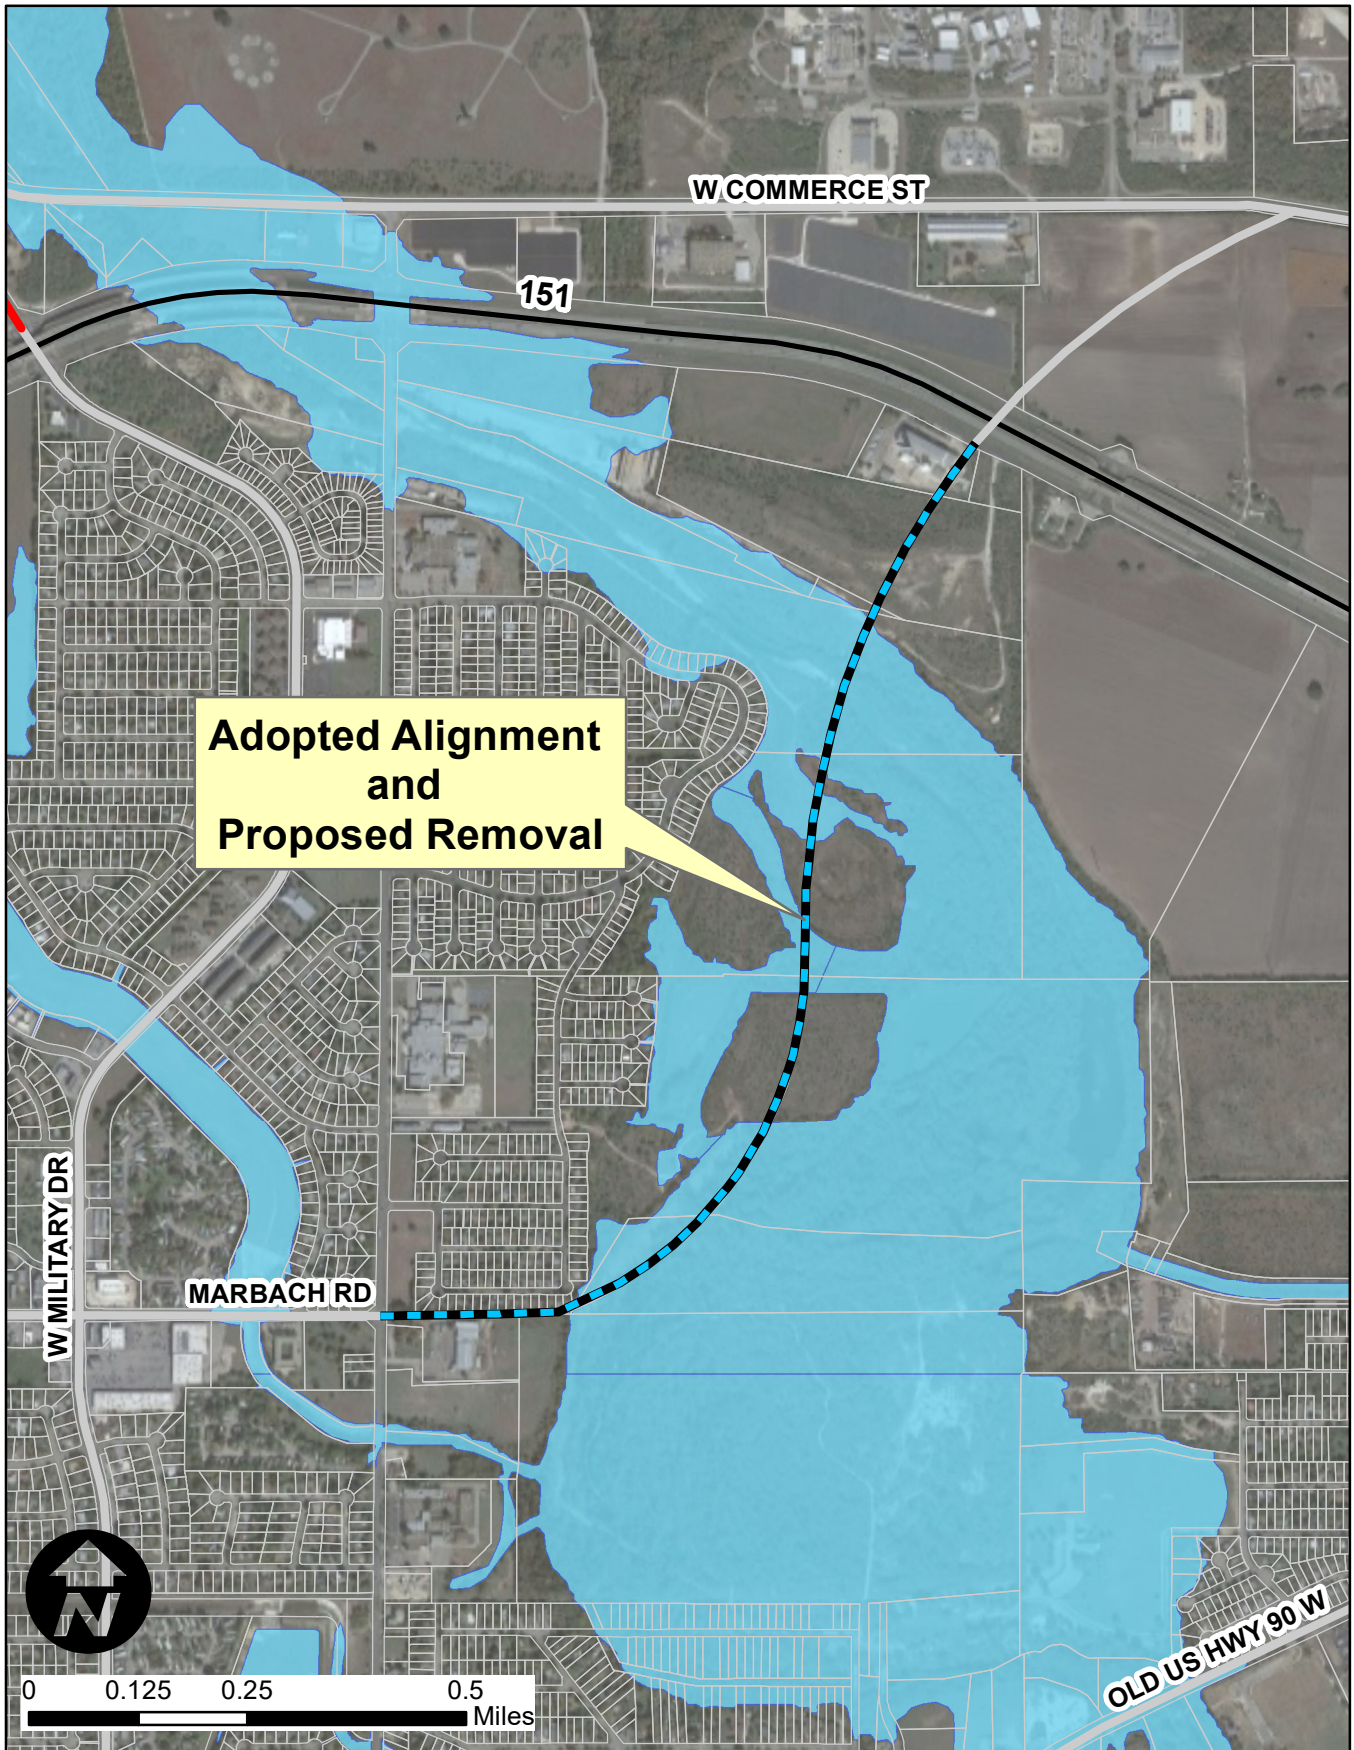 W COMMERCE ST
151
Adopted Alignment
and
Proposed Removal
W MILITARY DR
MARBACH RD
OLD US HWY 90 W
N
0 0.125 0.25 0.5
Miles